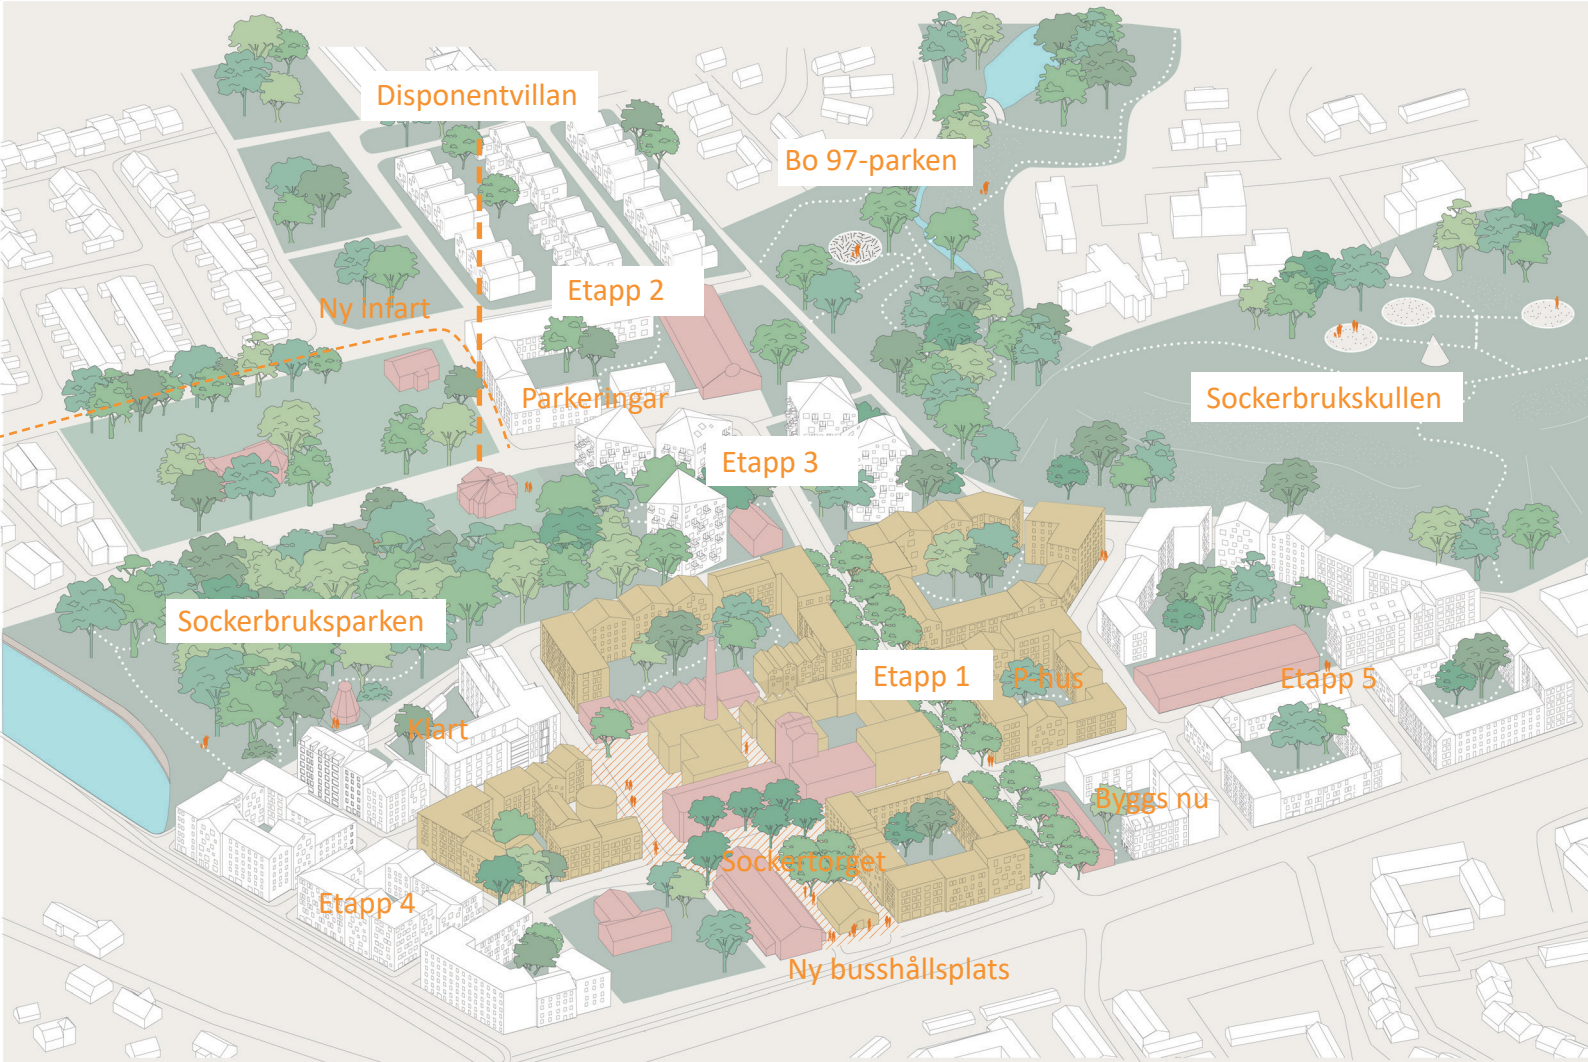 Disponentvillan
Bo 97-parken
Etapp 2
Ny infart
Parkeringar
Sockerbrukskullen
Etapp 3
Sockerbruksparken
Etapp 1
P-hus
Etapp 5
Klart
Byggs nu
Sockertorget
Etapp 4
Ny busshållsplats